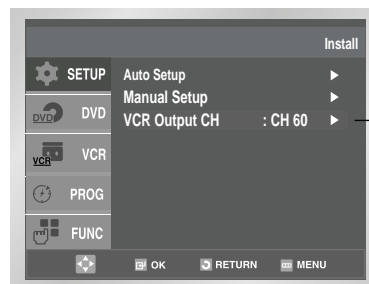 Install
SETUP
Auto Setup
Manual Setup
DVD DVD
VCR Output CH : CH 60
VCR VCR
PROG
FUNC
OK RETURN MENU